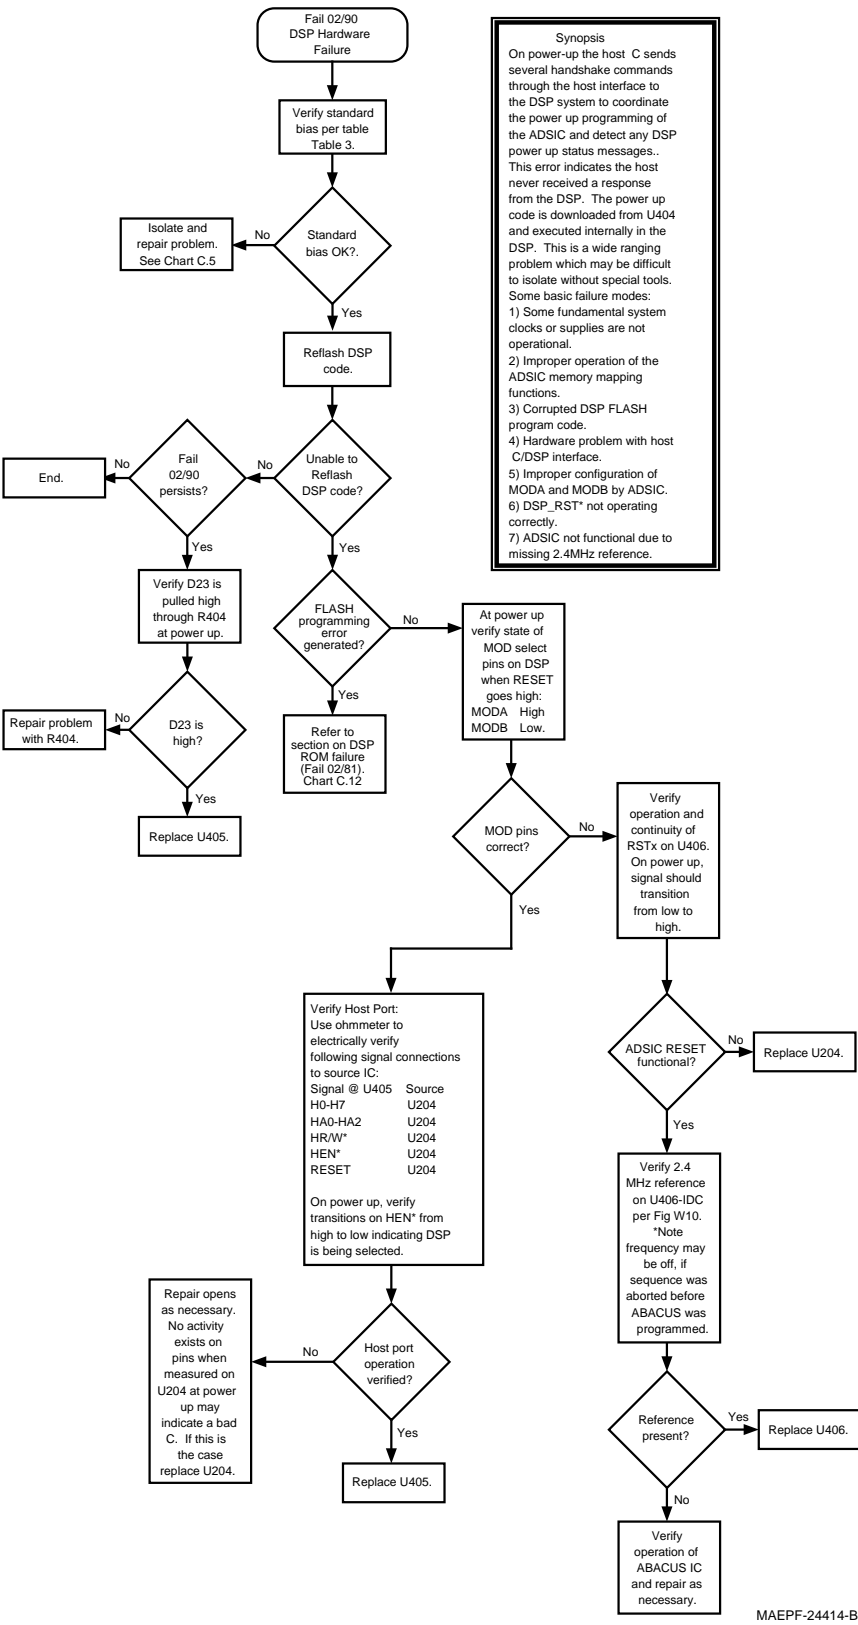 Fail 02/90
DSP Hardware
Failure
Synopsis
On power-up the host  C sends
several handshake commands
through the host interface to
the DSP system to coordinate
the power up programming of
the ADSIC and detect any DSP
power up status messages..
This error indicates the host
never received a response
from the DSP.  The power up
code is downloaded from U404
and executed internally in the
DSP.  This is a wide ranging
problem which may be difficult
to isolate without special tools.
Some basic failure modes:
1) Some fundamental system
clocks or supplies are not
operational.
2) Improper operation of the
ADSIC memory mapping
functions.
3) Corrupted DSP FLASH
program code.
4) Hardware problem with host
C/DSP interface.
5) Improper configuration of
MODA and MODB by ADSIC.
6) DSP_RST* not operating
correctly.
7) ADSIC not functional due to
missing 2.4MHz reference.
Verify standard
bias per table
Table 3.
Standard
bias OK?.
No
Isolate and
repair problem.
See Chart C.5
Yes
Reflash DSP
code.
Unable to
Reflash
DSP code?
No
Fail
02/90
persists?
No
End.
Yes
Verify D23 is
pulled high
through R404
at power up.
D23 is
high?
No
Repair problem
with R404.
Yes
Replace U405.
Yes
FLASH
programming
error
generated?
Yes
Refer to
section on DSP
ROM failure
(Fail 02/81).
Chart C.12
No
At power up
verify state of
MOD select
pins on DSP
when RESET
goes high:
MODA   High
MODB   Low.
MOD pins
correct?
No
Verify
operation and
continuity of
RSTx on U406.
On power up,
signal should
transition
from low to
high.
ADSIC RESET
functional?
No
Replace U204.
Yes
Verify 2.4
MHz reference
on U406-IDC
per Fig W10.
*Note
frequency may
be off, if
sequence was
aborted before
ABACUS was
programmed.
Reference
present?
Yes
Replace U406.
No
Verify
operation of
ABACUS IC
and repair as
necessary.
Yes
Verify Host Port:
Use ohmmeter to
electrically verify
following signal connections
to source IC:
Signal @ U405   Source
H0-H7   U204
HA0-HA2   U204
HR/W*   U204
HEN*   U204
RESET   U204
On power up, verify
transitions on HEN* from
high to low indicating DSP
is being selected.
Host port
operation
verified?
No
Repair opens
as necessary.
No activity
exists on
pins when
measured on
U204 at power
up may
indicate a bad
C.  If this is
the case
replace U204.
Yes
Replace U405.
MAEPF-24414-B